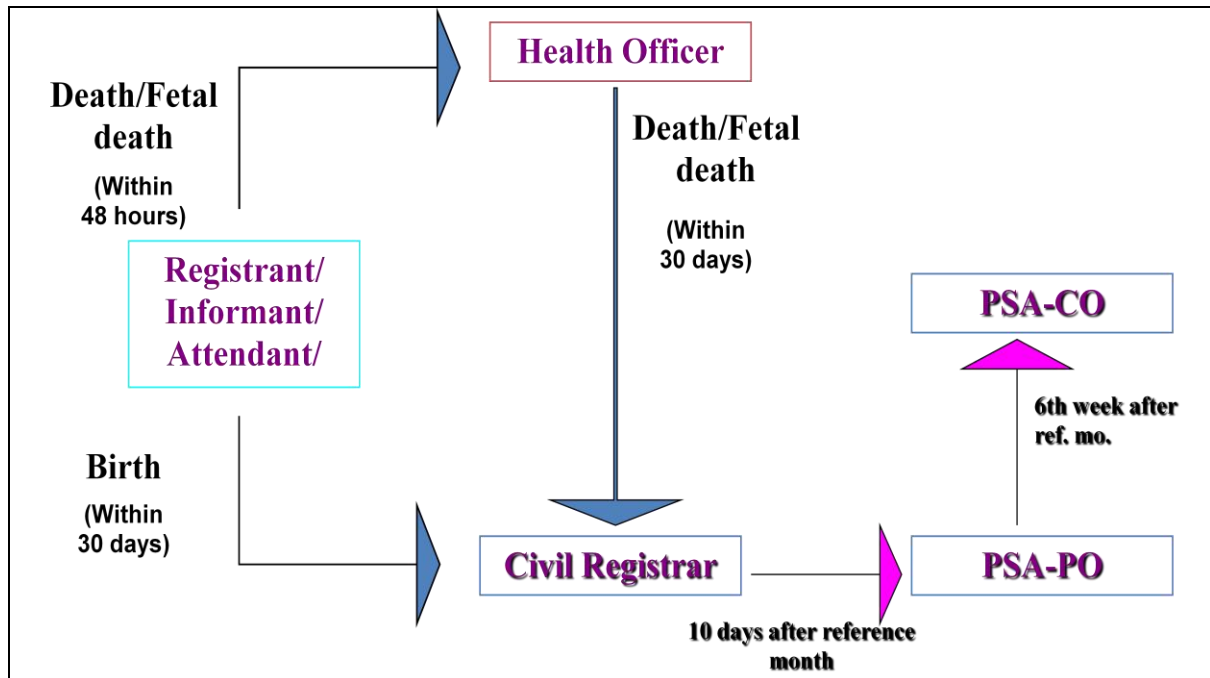 Health Officer
Death/Fetal
death
(Within
48 hours)
Death/Fetal
death
(Within
30 days)
Registrant/
Informant/
Attendant/
PSA-CO
6th week after
ref. mo.
Birth
(Within
30 days)
Civil Registrar
PSA-PO
10 days after reference
month